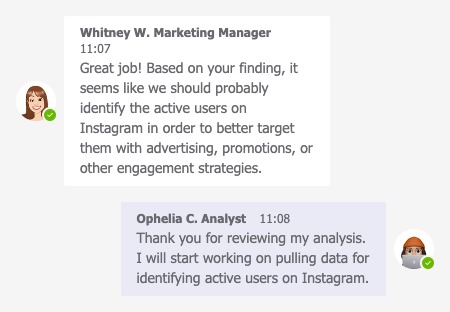 Whitney W. Marketing Manager
11:07
Great job! Based on your finding, it
seems like we should probably
identify the active users on
Instagram in order to better target
them with advertising, promotions, or
other engagement strategies.
Ophelia C. Analyst 11:08
Thank you for reviewing my analysis.
I will start working on pulling data for
identifying active users on Instagram.